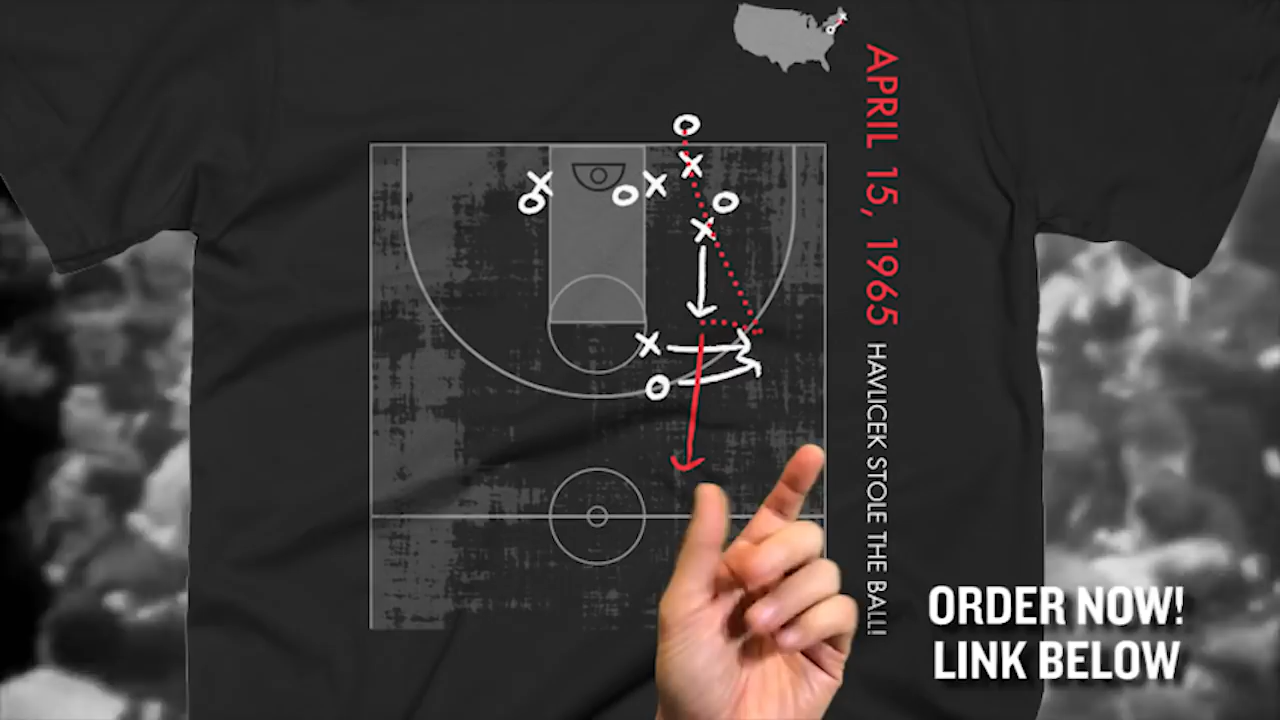 APRIL 15, 1965 HAVLICEK STOLE THE BALL!
ORDER NOW!
LINK BELOW